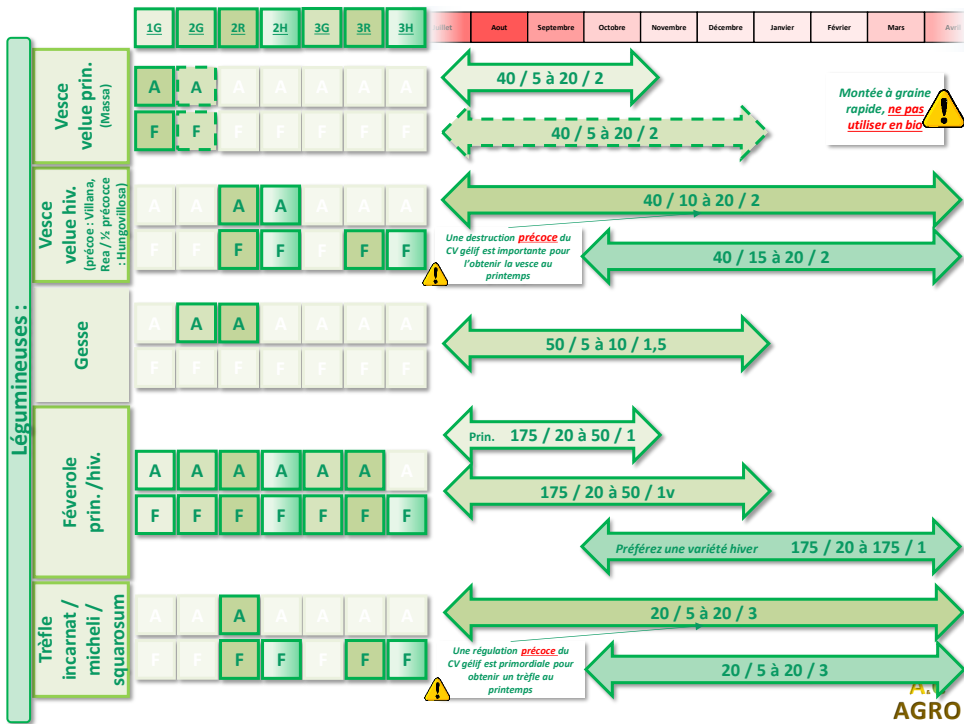 1G 2G 2R 2H 3G 3R 3H
Aout Septembre Octobre Novembre Décembre Janvier Février Mars Avril
Légumineuses :
Vesce
velue prin.
(Massa)
A A A A A A A
F F F F F F F
40 / 5 à 20 / 2
40 / 5 à 20 / 2
Montée à graine
rapide, ne pas
utiliser en bio
Vesce
velue hiv.
(précoe : Villana,
Rea / ½ précocce
: Hungovillosa)
A A A A A A A
F F F F F F F
40 / 10 à 20 / 2
Une destruction précoce du
CV gélif est importante pour
l'obtenir la vesce au
printemps
40 / 15 à 20 / 2
Gesse
A A A A A A A
F F F F F F F
50 / 5 à 10 / 1,5
Féverole
prin. /hiv.
A A A A A A A
F F F F F F F
Prin. 175 / 20 à 50 / 1
175 / 20 à 50 / 1v
Préférez une variété hiver 175 / 20 à 175 / 1
Trèfle
incarnat /
micheli /
squarosum
A A A A A A A
F F F F F F F
20 / 5 à 20 / 3
Une régulation précoce du
CV gélif est primordiale pour
obtenir un trèfle au
printemps
20 / 5 à 20 / 3
AGRO